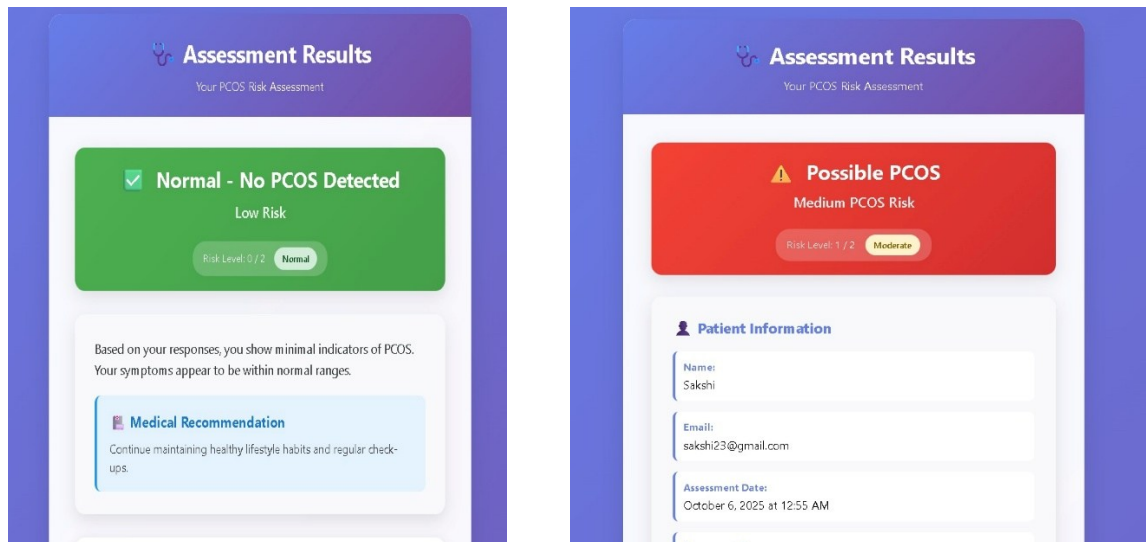 Assessment Results
Your PCOS Risk Assessment
Normal - No PCOS Detected
Low Risk
Risk Level: 0 / 2 Normal
Based on your responses, you show minimal indicators of PCOS.
Your symptoms appear to be within normal ranges.
Medical Recommendation
Continue maintaining healthy lifestyle habits and regular check-
ups.
Assessment Results
Your PCOS Risk Assessment
Possible PCOS
Medium PCOS Risk
Risk Level: 1 / 2 Moderate
Patient Information
Name:
Sakshi
Email:
sakshi23@gmail.com
Assessment Date:
October 6, 2025 at 12:55 AM